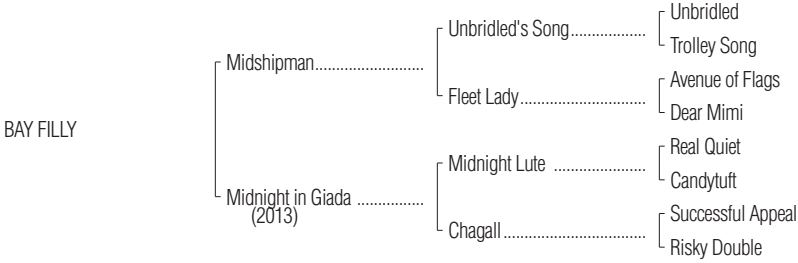 Unbridled
Unbridled's Song..................
Trolley Song
Midshipman..........................
Avenue of Flags
Fleet Lady..............................
Dear Mimi
BAY FILLY
Real Quiet
Midnight Lute ......................
Candytuft
Midnight in Giada ................
(2013)
Successful Appeal
Chagall..................................
Risky Double